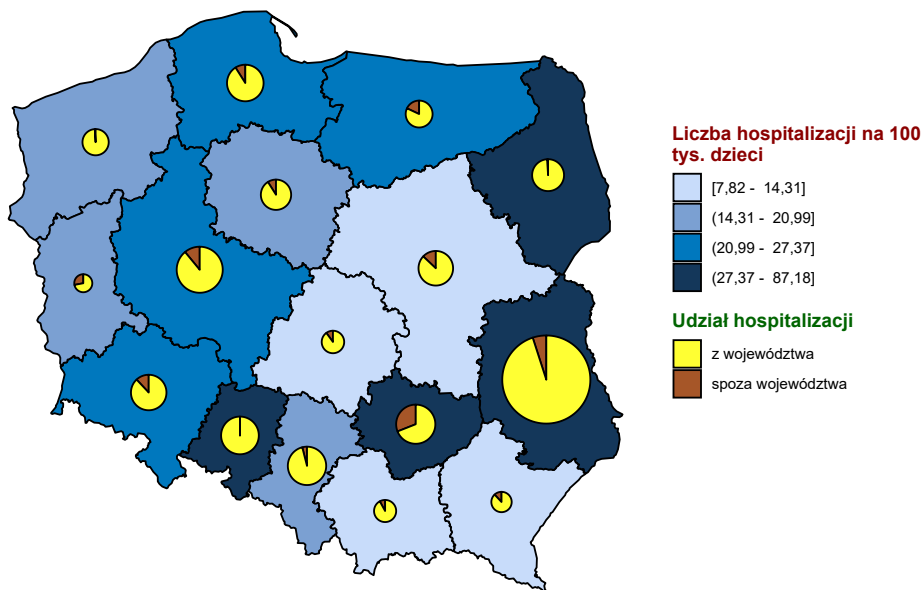 Liczba hospitalizacji na 100
tys. dzieci
[7,82 - 14,31]
(14,31 - 20,99]
(20,99 - 27,37]
(27,37 - 87,18]
Udział hospitalizacji
z województwa
spoza województwa